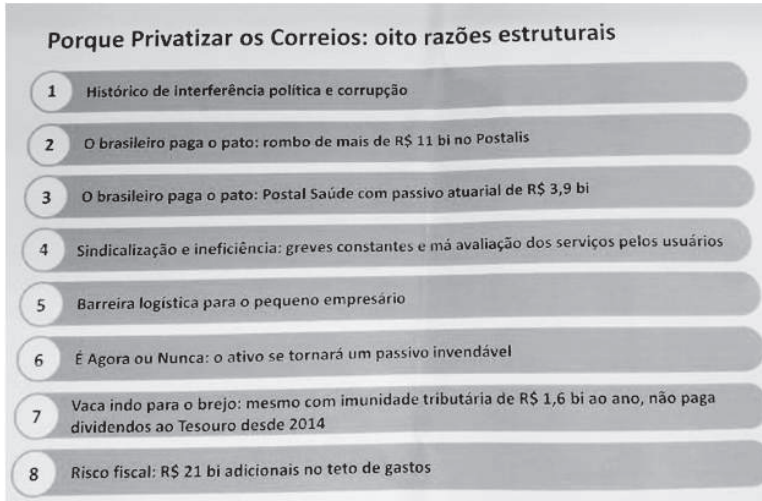 Porque Privatizar os Correios: oito razões estruturais
1 Histórico de interferência política e corrupção
2 O brasileiro paga o pato: rombo de mais de R$ 11 bi no Postalis
3 O brasileiro paga o pato: Postal Saúde com passivo atuarial de R$ 3,9 bi
4 Sindicalização e ineficiência: greves constantes e má avaliação dos serviços pelos usuários
5 Barreira logística para o pequeno empresário
6 É Agora ou Nunca: o ativo se tornará um passivo invendável
7 Vaca indo para o brejo: mesmo com imunidade tributária de R$ 1,6 bi ao ano, não paga
dividendos ao Tesouro desde 2014
8 Risco fiscal: R$ 21 bi adicionais no teto de gastos